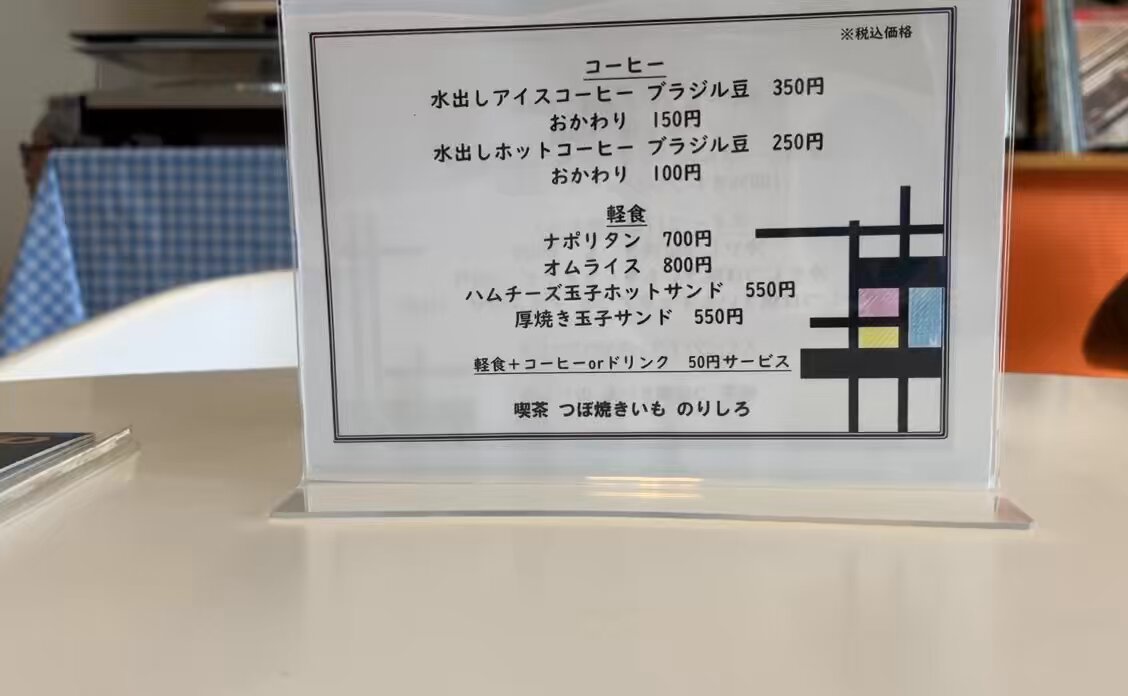 ※税込価格
コーヒー
水出しアイスコーヒー ブラジル豆 350円
おかわり 150円
水出しホットコーヒー ブラジル豆 250円
おかわり 100円
軽食
ナポリタン 700円
オムライス 800円
ハムチーズ玉子ホットサンド 550円
厚焼き玉子サンド 550円
軽食+コーヒーorドリンク 50円サービス
喫茶 つぼ焼きいも のりしろ